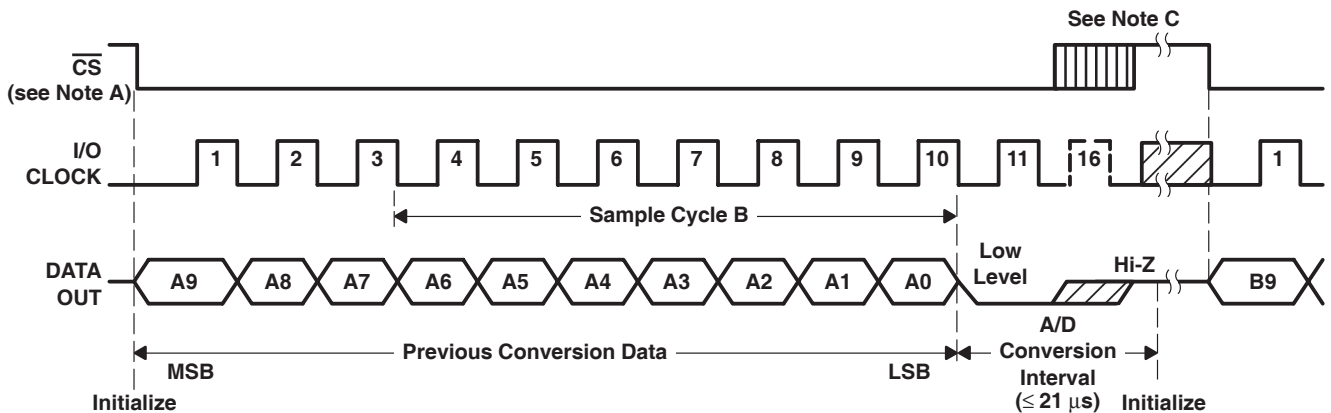 See Note C
CS
(see Note A)
I/O
CLOCK
1 2 3 4 5 6 7 8 9 10 11 16 1
Sample Cycle B
DATA
OUT
A9 A8 A7 A6 A5 A4 A3 A2 A1 A0
Low
Level
Hi-Z
B9
Previous Conversion Data
MSB
LSB
A/D
Conversion
Interval
(≤ 21 μs)
Initialize
Initialize